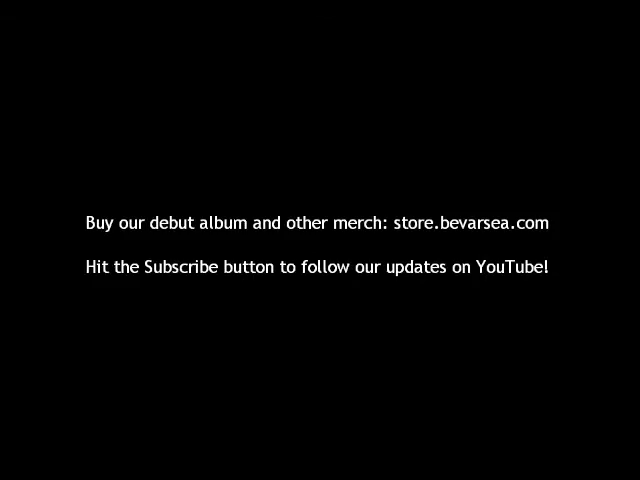 Buy our debut album and other merch: store.bevarsea.com
Hit the Subscribe button to follow our updates on YouTube!